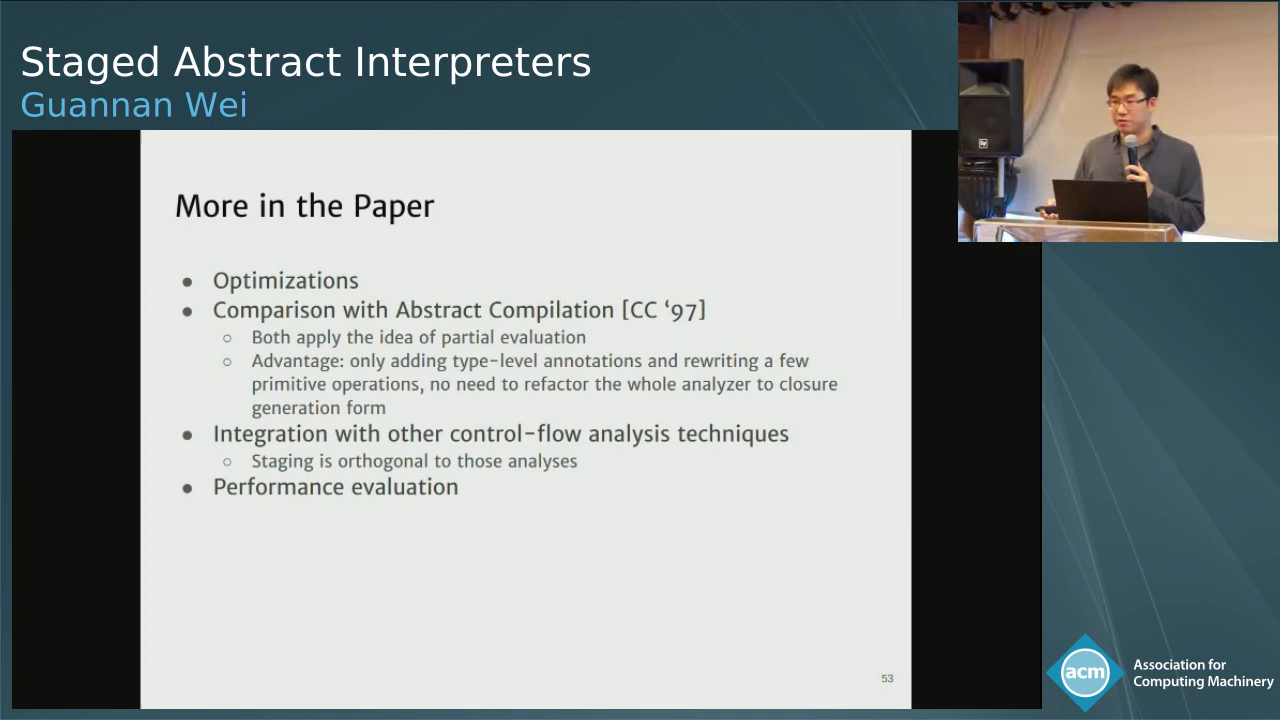 Staged Abstract Interpreters
Guannan Wei
More in the Paper
● Optimizations
● Comparison with Abstract Compilation [CC ‘97]
○ Both apply the idea of partial evaluation
○ Advantage: only adding type-level annotations and rewriting a few
primitive operations, no need to refactor the whole analyzer to closure
generation form
● Integration with other control-flow analysis techniques
○ Staging is orthogonal to those analyses
● Performance evaluation
53
acm
Association for
Computing Machinery